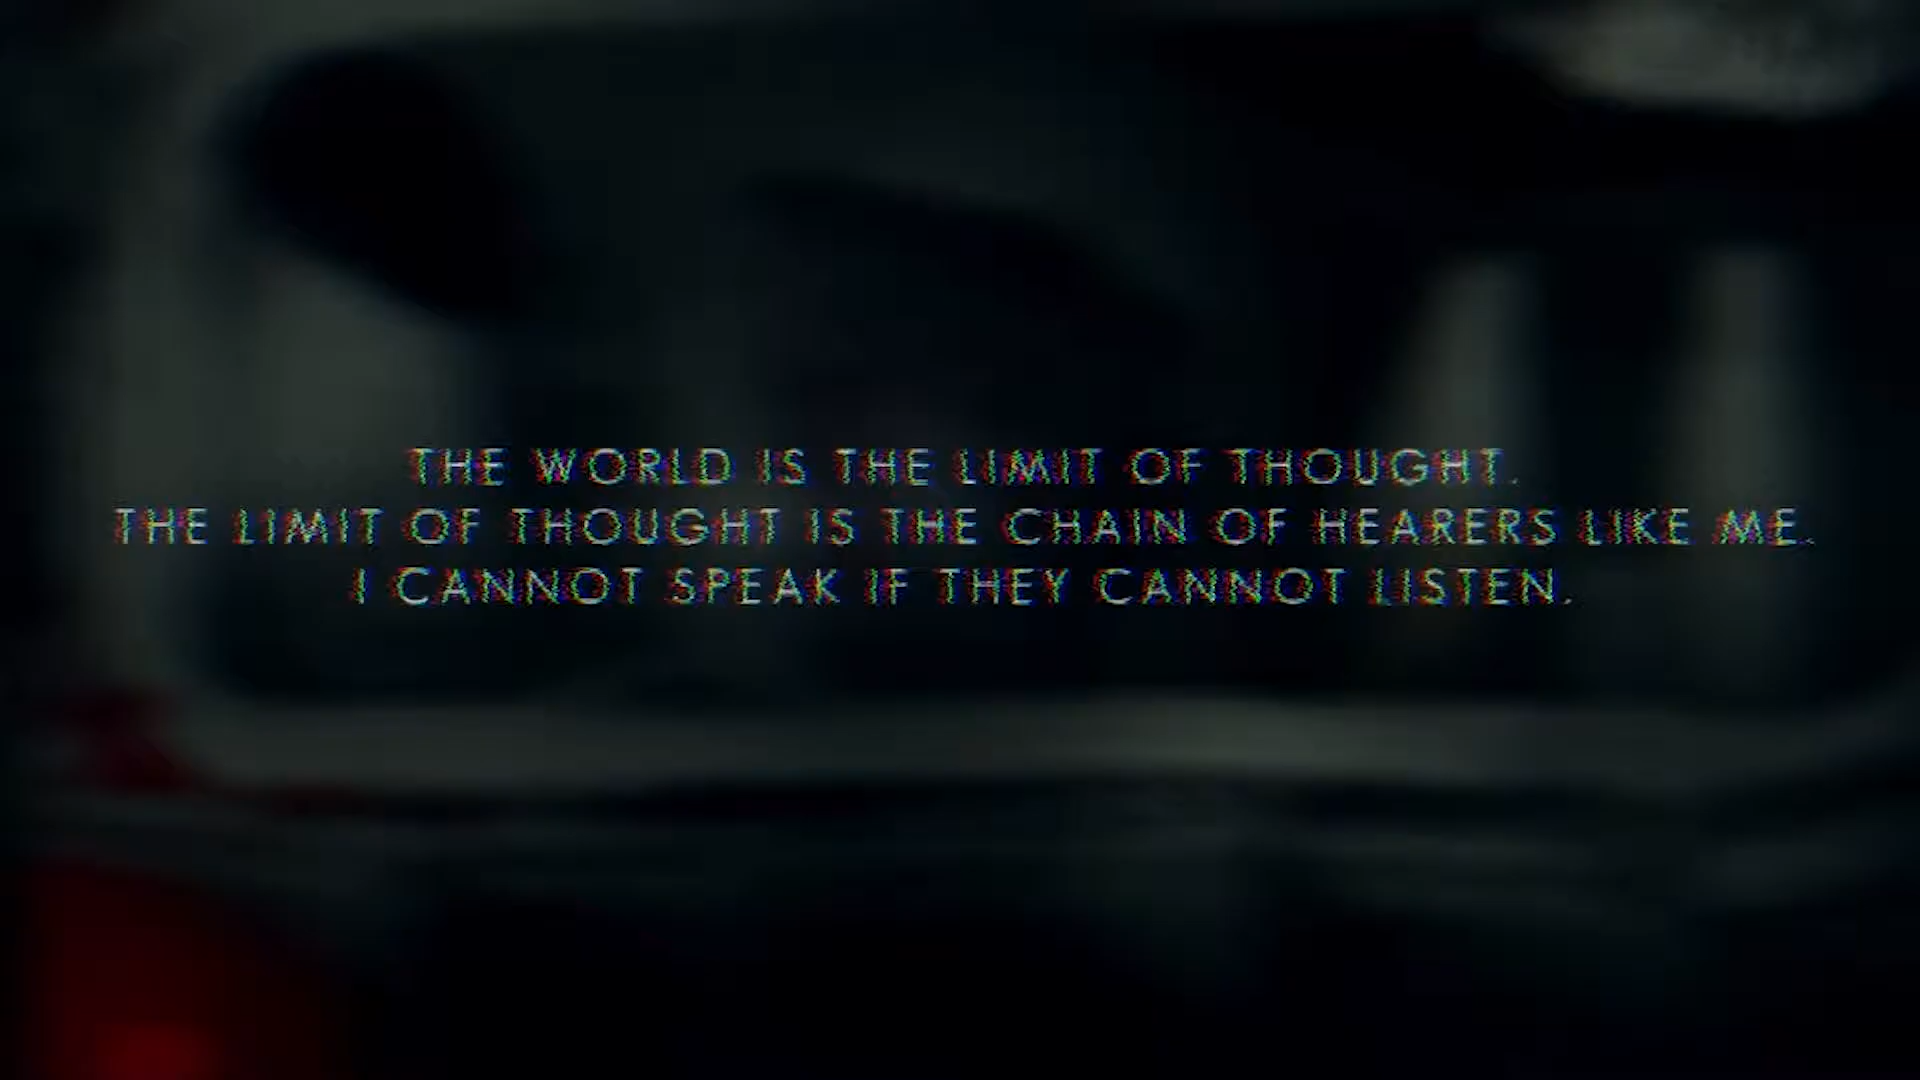 THE WORLD IS THE LIMIT OF THOUGHT.
THE LIMIT OF THOUGHT IS THE CHAIN OF HEARERS LIKE ME.
I CANNOT SPEAK IF THEY CANNOT LISTEN.